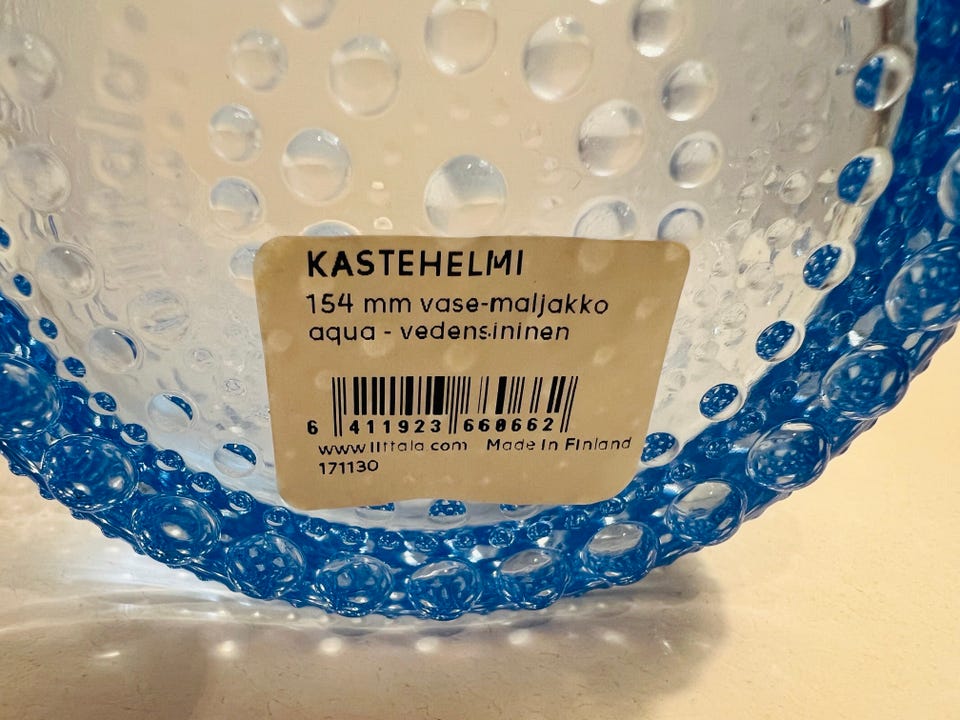 KASTEHELMI
154 mm vase-maljakko
aqua - vedensininen
6 411923 660662
www.iittala.com Made in Finland
171130